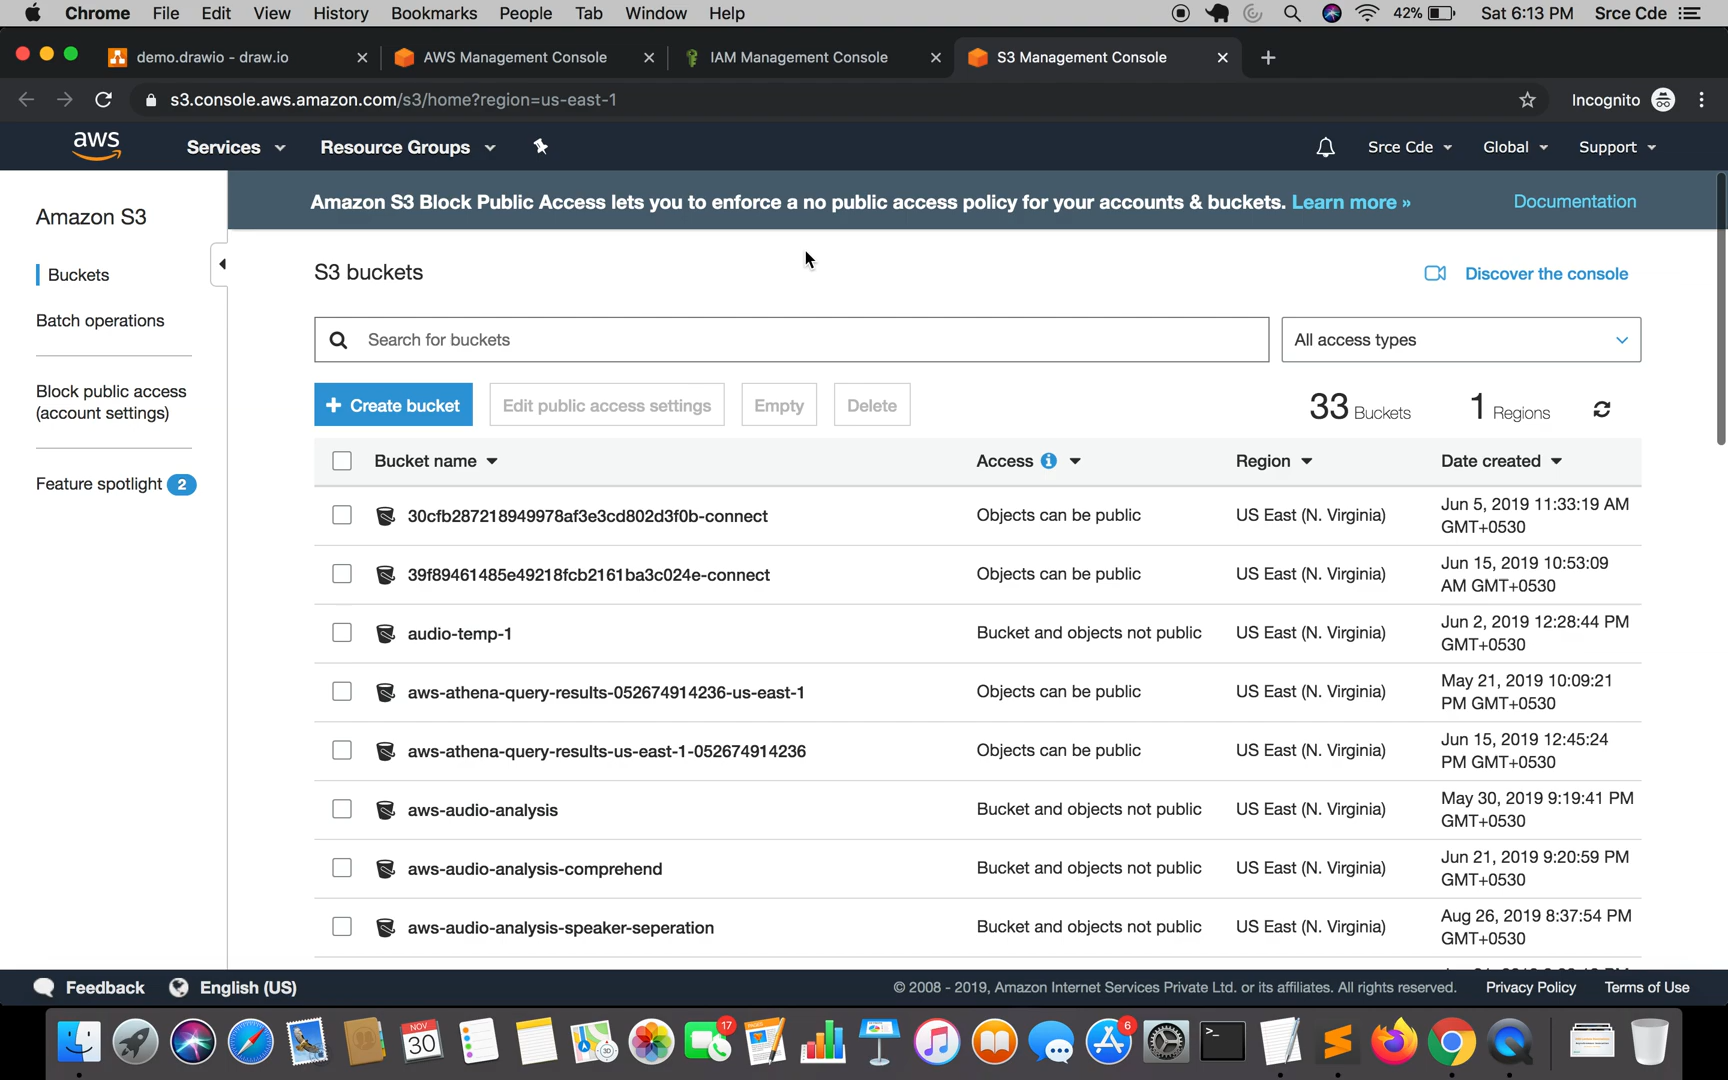 Chrome File Edit View History Bookmarks People Tab Window Help 42% Sat 6:13 PM Srce Cde
demo.drawio - draw.io AWS Management Console IAM Management Console S3 Management Console
s3.console.aws.amazon.com/s3/home?region=us-east-1 Incognito
aws Services Resource Groups Srce Cde Global Support
Amazon S3 Block Public Access lets you to enforce a no public access policy for your accounts & buckets. Learn more » Documentation
Amazon S3
Buckets
Batch operations
Block public access
(account settings)
Feature spotlight 2
S3 buckets Discover the console
Search for buckets All access types
+ Create bucket Edit public access settings Empty Delete 33 Buckets 1 Regions
Bucket name Access Region Date created
30cfb287218949978af3e3cd802d3f0b-connect Objects can be public US East (N. Virginia) Jun 5, 2019 11:33:19 AM
GMT+0530
39f89461485e49218fcb2161ba3c024e-connect Objects can be public US East (N. Virginia) Jun 15, 2019 10:53:09
AM GMT+0530
audio-temp-1 Bucket and objects not public US East (N. Virginia) Jun 2, 2019 12:28:44 PM
GMT+0530
aws-athena-query-results-052674914236-us-east-1 Objects can be public US East (N. Virginia) May 21, 2019 10:09:21
PM GMT+0530
aws-athena-query-results-us-east-1-052674914236 Objects can be public US East (N. Virginia) Jun 15, 2019 12:45:24
PM GMT+0530
aws-audio-analysis Bucket and objects not public US East (N. Virginia) May 30, 2019 9:19:41 PM
GMT+0530
aws-audio-analysis-comprehend Bucket and objects not public US East (N. Virginia) Jun 21, 2019 9:20:59 PM
GMT+0530
aws-audio-analysis-speaker-seperation Bucket and objects not public US East (N. Virginia) Aug 26, 2019 8:37:54 PM
GMT+0530
Feedback English (US) © 2008 - 2019, Amazon Internet Services Private Ltd. or its affiliates. All rights reserved. Privacy Policy Terms of Use
NOV
30
17
6